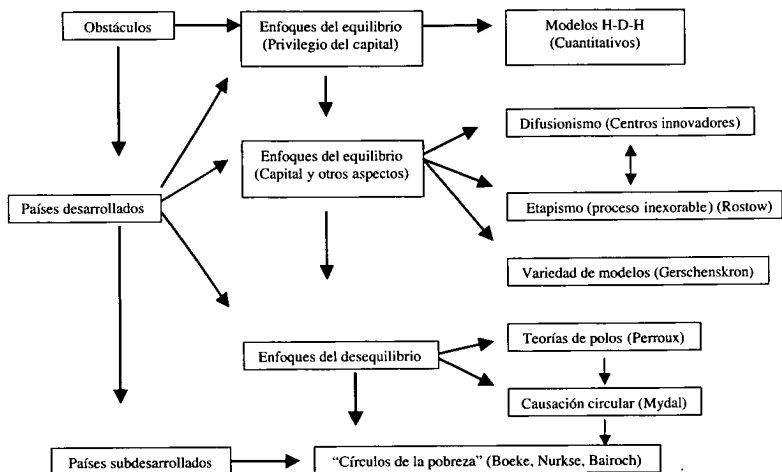 Obstáculos
Enfoques del equilibrio
(Privilegio del capital)
Modelos H-D-H
(Cuantitativos)
Difusionismo (Centros innovadores)
Enfoques del equilibrio
(Capital y otros aspectos)
Países desarrollados
Etapismo (proceso inexorable) (Rostow)
Variedad de modelos (Gerschenskron)
Teorías de polos (Perroux)
Enfoques del desequilibrio
Causación circular (Mydal)
Países subdesarrollados
“Círculos de la pobreza” (Boeke, Nurkse, Bairoch)